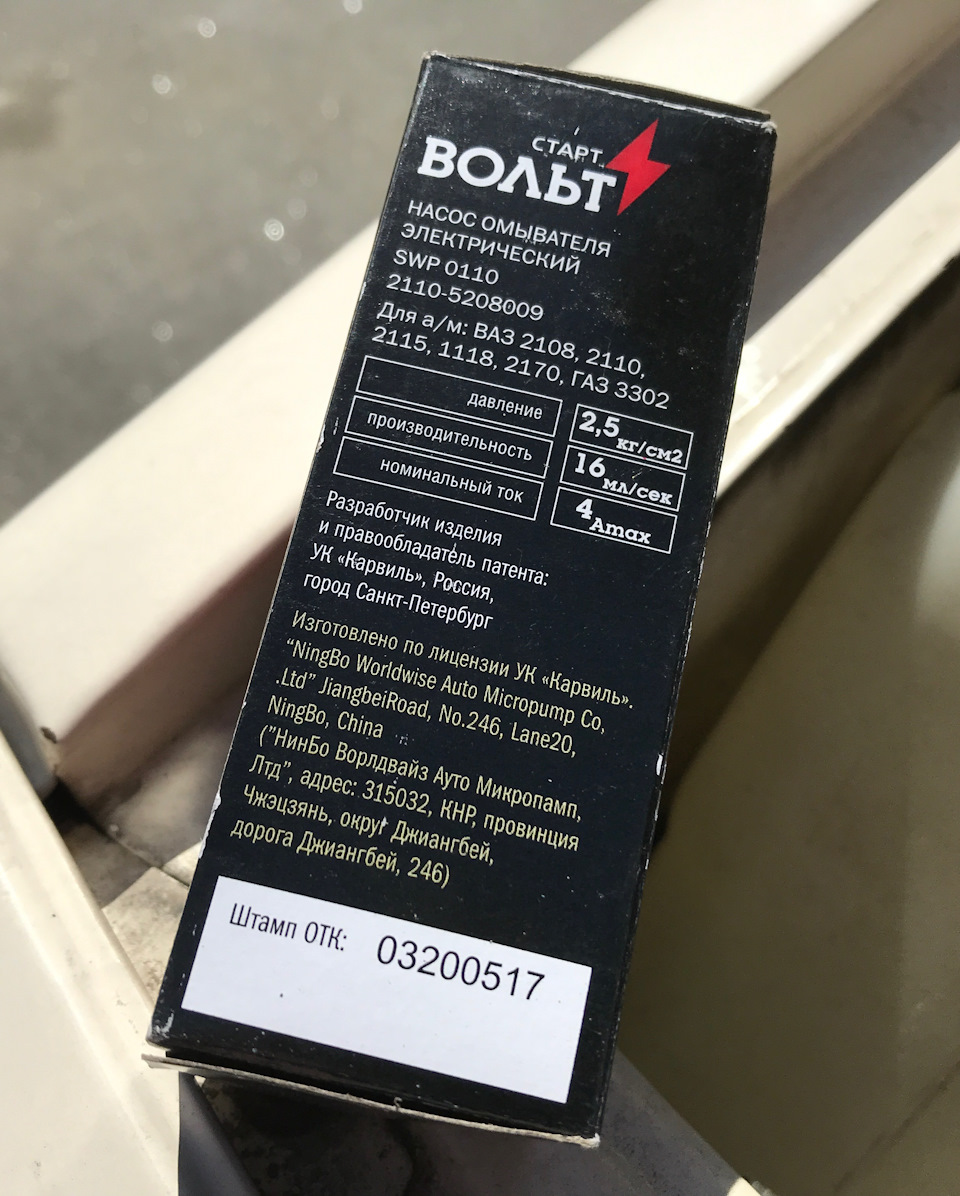 СТАРТ
ВОЛЬТ
НАСОС ОМЫВАТЕЛЯ
ЭЛЕКТРИЧЕСКИЙ
SWP 0110
2110-5208009
Для а/м: ВАЗ 2108, 2110,
2115, 1118, 2170, ГАЗ 3302
давление 2,5 кг/см2
производительность 16 мл/сек
номинальный ток 4 Amax
Разработчик изделия
и правообладатель патента:
УК «Карвиль», Россия,
город Санкт-Петербург
Изготовлено по лицензии УК «Карвиль».
“NingBo Worldwise Auto Micropump Co,
.Ltd” JiangbeiRoad, No.246, Lane20,
NingBo, China
("НинБо Ворлдвайз Ауто Микропамп,
Лтд”, адрес: 315032, КНР, провинция
Чжэцзянь, округ Джиангбей,
дорога Джиангбей, 246)
Штамп ОТК: 03200517